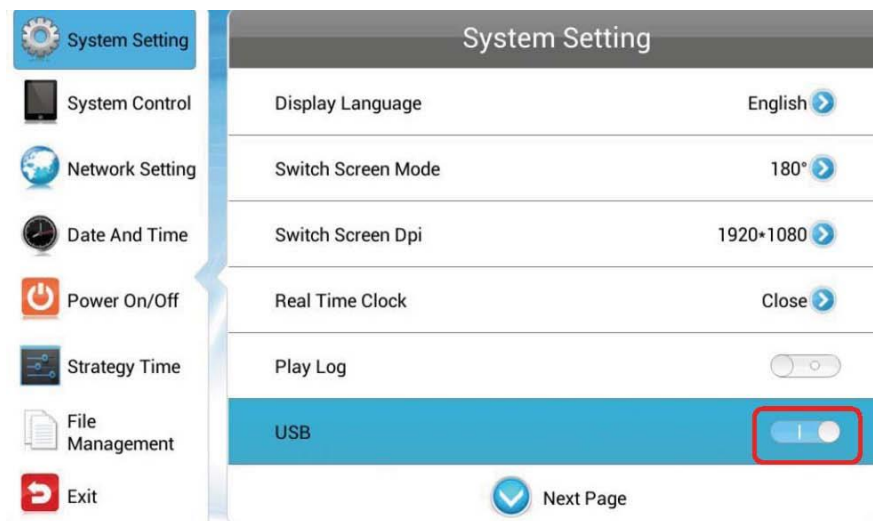 System Setting
System Control
Network Setting
Date And Time
Power On/Off
Strategy Time
File
Management
Exit
System Setting
Display Language English
Switch Screen Mode 180°
Switch Screen Dpi 1920*1080
Real Time Clock Close
Play Log
USB
Next Page